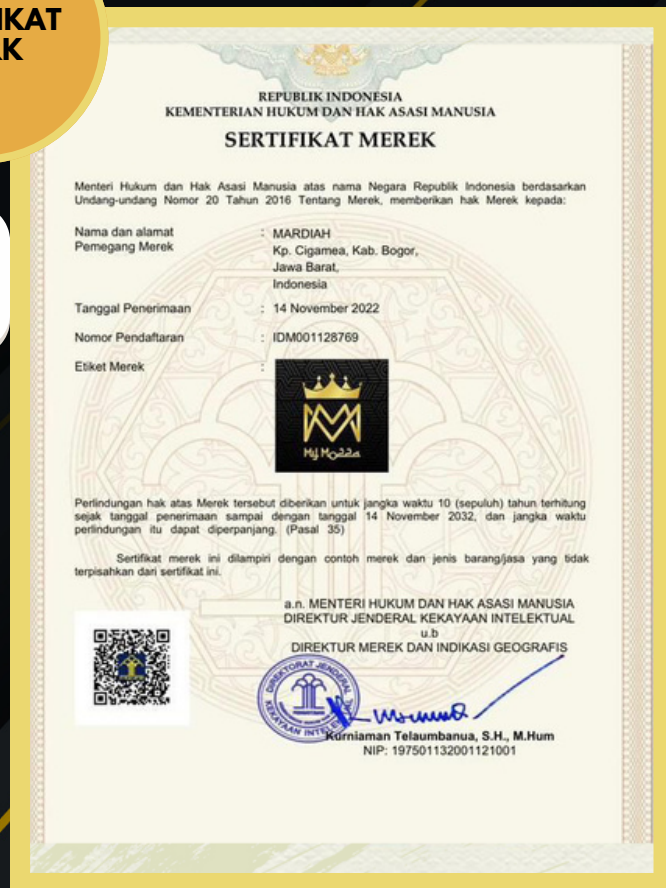 IKAT
RK
REPUBLIK INDONESIA
KEMENTERIAN HUKUM DAN HAK ASASI MANUSIA
SERTIFIKAT MEREK
Menteri Hukum dan Hak Asasi Manusia atas nama Negara Republik Indonesia berdasarkan
Undang-undang Nomor 20 Tahun 2016 Tentang Merek, memberikan hak Merek kepada:
Nama dan alamat : MARDIAH
Pemegang Merek Kp. Cigamea, Kab. Bogor,
Jawa Barat,
Indonesia
Tanggal Penerimaan : 14 November 2022
Nomor Pendaftaran : IDM001128769
Etiket Merek :
My Mozza
Perlindungan hak atas Merek tersebut diberikan untuk jangka waktu 10 (sepuluh) tahun terhitung
sejak tanggal penerimaan sampai dengan tanggal 14 November 2032, dan jangka waktu
perlindungan itu dapat diperpanjang. (Pasal 35)
Sertifikat merek ini dilampiri dengan contoh merek dan jenis barang/jasa yang tidak
terpisahkan dari sertifikat ini.
a.n. MENTERI HUKUM DAN HAK ASASI MANUSIA
DIREKTUR JENDERAL KEKAYAAN INTELEKTUAL
u.b
DIREKTUR MEREK DAN INDIKASI GEOGRAFIS
DIREKTORAT JENDERAL
KEKAYAAN INTELEKTUAL
Kurniaman Telaumbanua, S.H., M.Hum
NIP: 197501132001121001